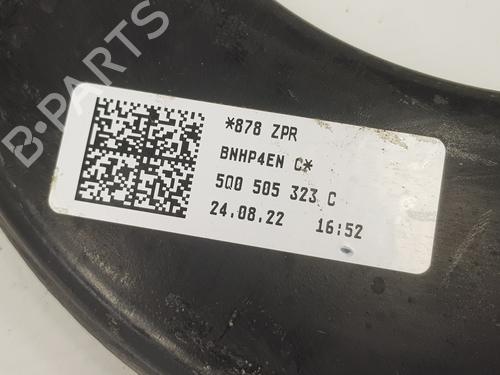 B-PARTS
*878 ZPR
BNHP4EN C*
5Q0 505 323 C
24.08.22 16:52